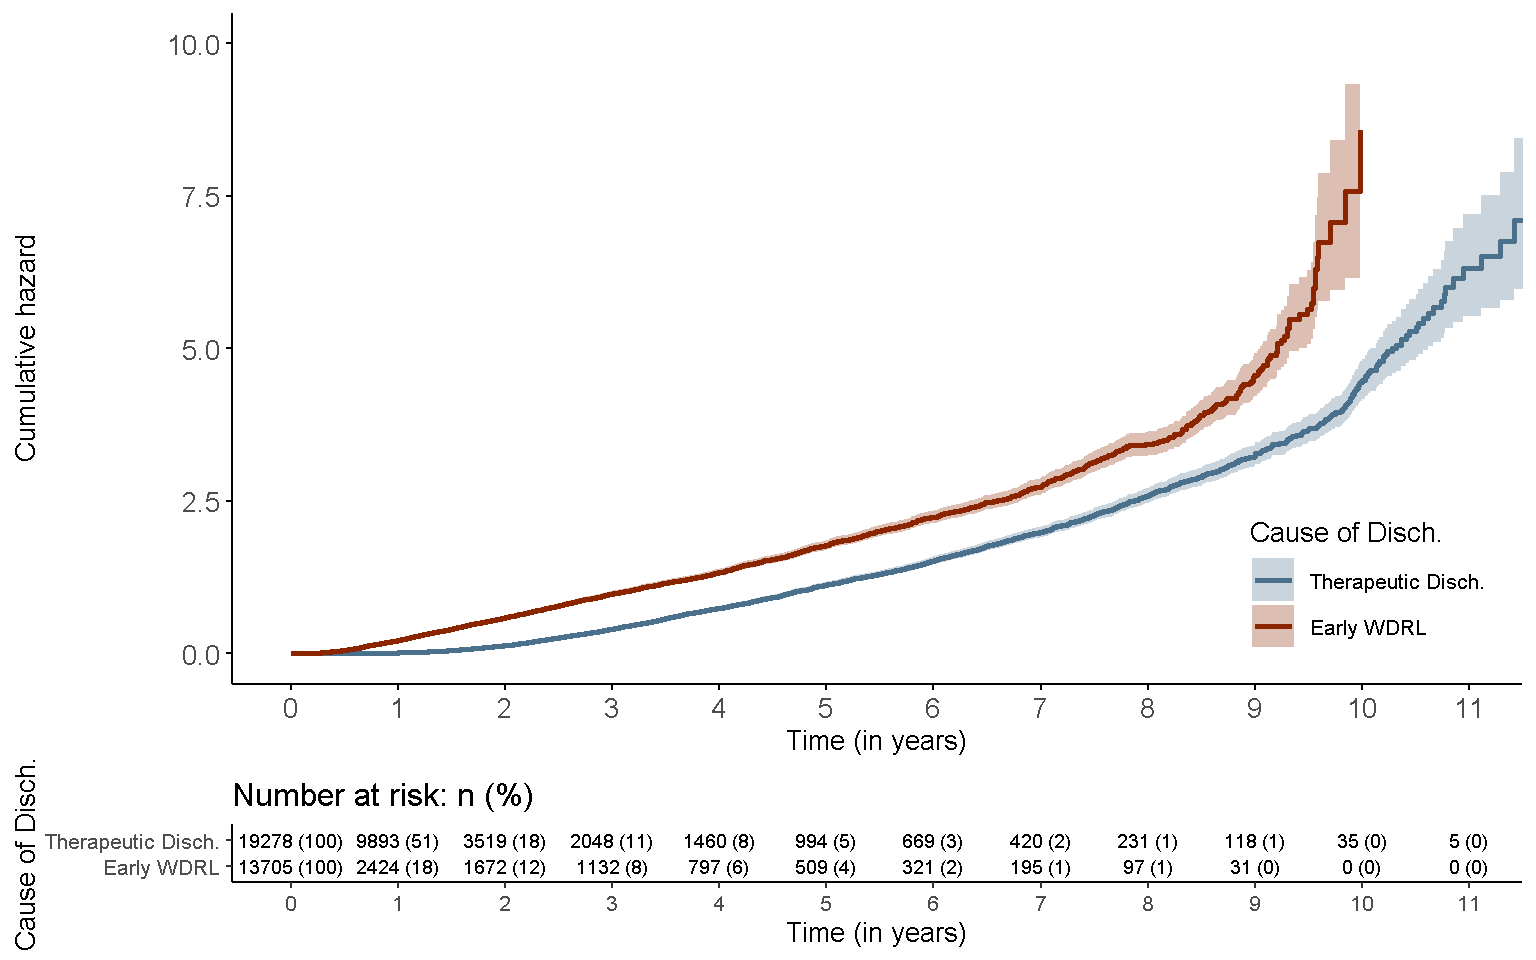 Cumulative hazard
10.0
7.5
5.0
2.5
0.0
Cause of Disch.
Therapeutic Disch.
Early WDRL
0 1 2 3 4 5 6 7 8 9 10 11
Time (in years)
Number at risk: n (%)
Cause of Disch.
Therapeutic Disch. 19278 (100) 9893 (51) 3519 (18) 2048 (11) 1460 (8) 994 (5) 669 (3) 420 (2) 231 (1) 118 (1) 35 (0) 5 (0)
Early WDRL 13705 (100) 2424 (18) 1672 (12) 1132 (8) 797 (6) 509 (4) 321 (2) 195 (1) 97 (1) 31 (0) 0 (0) 0 (0)
0 1 2 3 4 5 6 7 8 9 10 11
Time (in years)